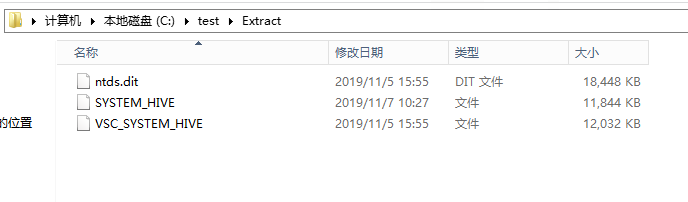 计算机 本地磁盘 (C:) test Extract
名称 修改日期 类型 大小
ntds.dit 2019/11/5 15:55 DIT 文件 18,448 KB
SYSTEM_HIVE 2019/11/7 10:27 文件 11,844 KB
的位置 VSC_SYSTEM_HIVE 2019/11/5 15:55 文件 12,032 KB